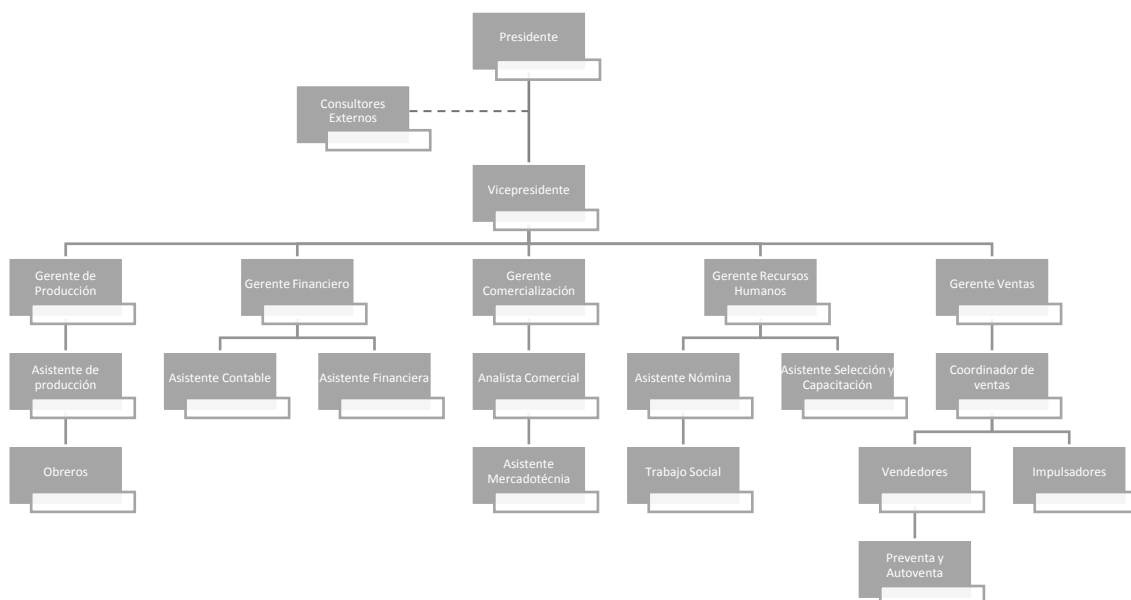 Presidente
Consultores
Externos
Vicepresidente
Gerente de
Producción
Gerente Financiero
Gerente
Comercialización
Gerente Recursos
Humanos
Gerente Ventas
Asistente de
producción
Asistente Contable
Asistente Financiera
Analista Comercial
Asistente Nómina
Asistente Selección y
Capacitación
Coordinador de
ventas
Obreros
Asistente
Mercadotécnia
Trabajo Social
Vendedores
Impulsadores
Preventa y
Autoventa